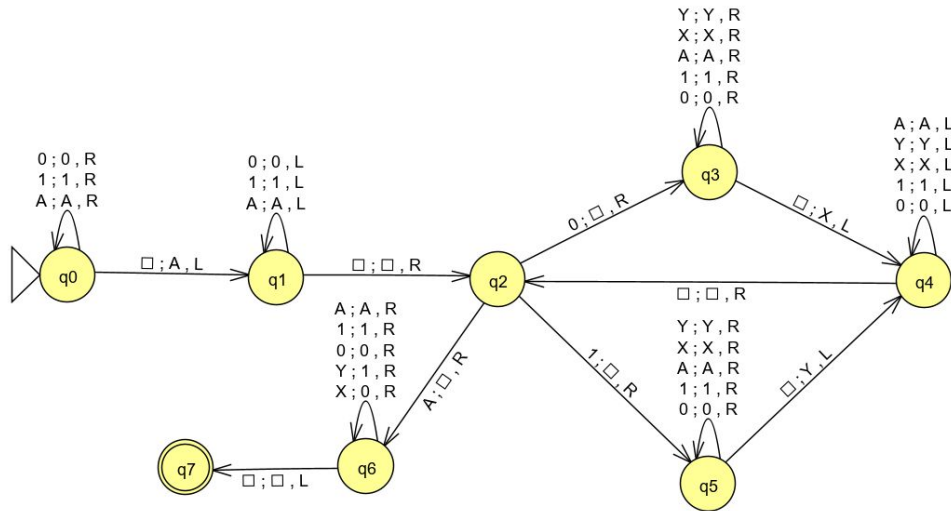 Y ; Y , R
X ; X , R
A ; A , R
1 ; 1 , R
0 ; 0 , R
A ; A , L
Y ; Y , L
X ; X , L
1 ; 1 , L
0 ; 0 , L
0 ; 0 , R
1 ; 1 , R
A ; A , R
0 ; 0 , L
1 ; 1 , L
A ; A , L
q3
0 ; □ , R
□ ; X , L
q0
□ ; A , L
q1
□ ; □ , R
q2
q4
□ ; □ , R
A ; A , R
1 ; 1 , R
0 ; 0 , R
Y ; 1 , R
X ; 0 , R
A ; □ , R
1 ; □ , R
Y ; Y , R
X ; X , R
A ; A , R
1 ; 1 , R
0 ; 0 , R
□ ; Y , L
q7
□ ; □ , L
q6
q5